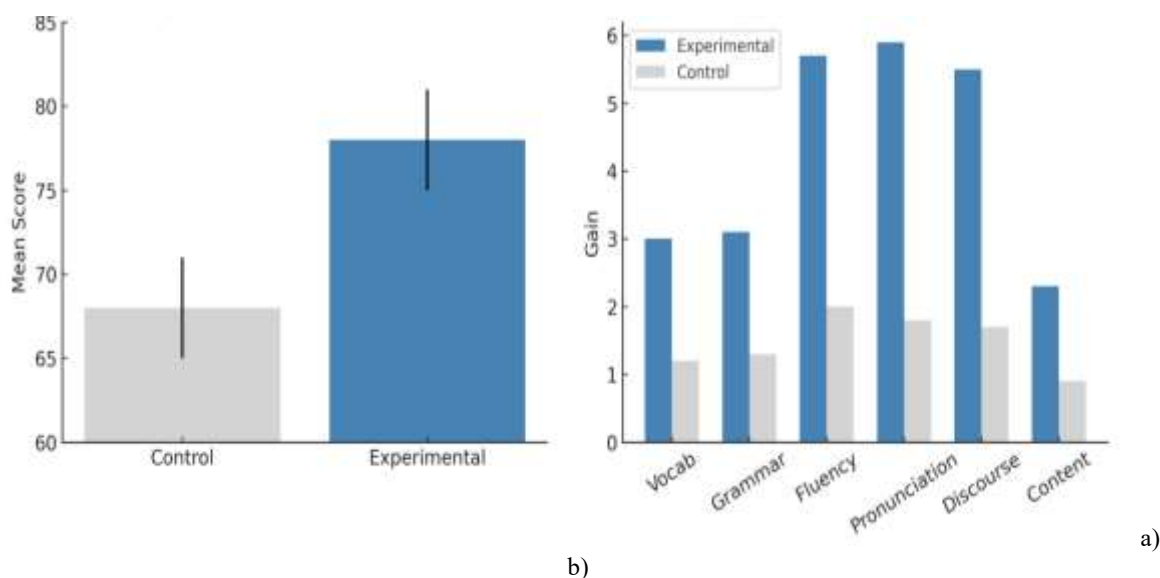 85
80
75
70
65
60
Mean Score
Control
Experimental
6
5
4
3
2
1
0
Gain
Experimental
Control
Vocab
Grammar
Fluency
Pronunciation
Discourse
Content
a)
b)